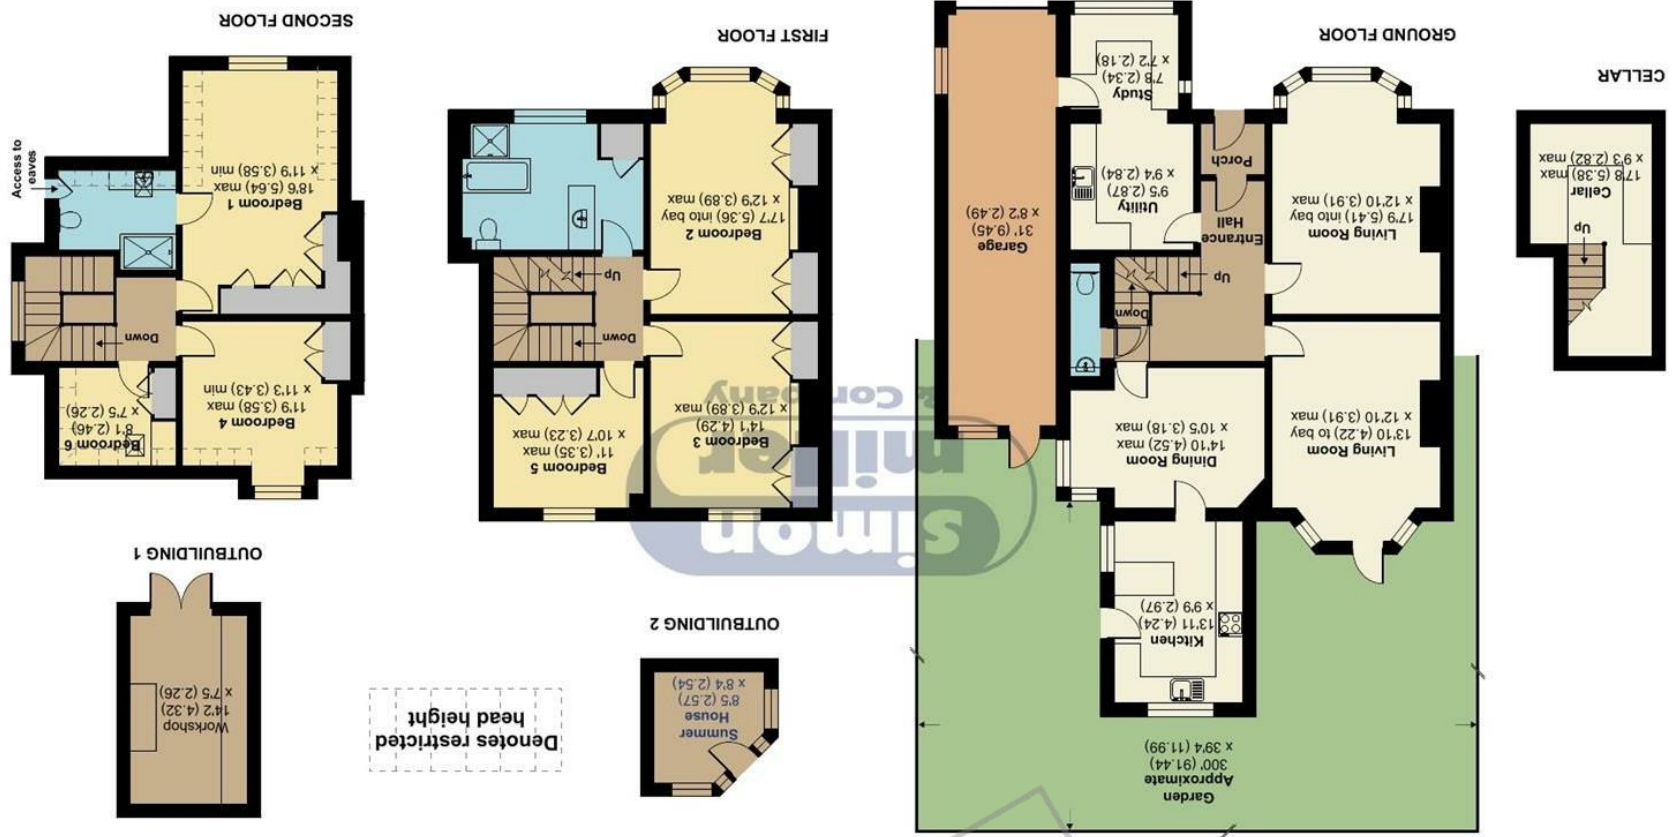 Garden
Approximate
300' (91.44)
x 39'4 (11.99)
Kitchen
13'11 (4.24)
x 9'9 (2.97)
Living Room
13'10 (4.22) to bay
x 12'10 (3.91)
Dining Room
14'10 (4.52) max
x 10'5 (3.18) max
Down
Up
Entrance
Hall
Porch
Living Room
17'9 (5.41) into bay
x 12'10 (3.91) max
Utility
9'5 (2.87)
x 9'4 (2.84)
Study
7'8 (2.34)
x 7'2 (2.18)
Garage
31' (9.45)
x 8'2 (2.49)
GROUND FLOOR
Up
Cellar
17'8 (5.38) max
x 9'3 (2.82) max
CELLAR
Summer
House
8'5 (2.57)
x 8'4 (2.54)
OUTBUILDING 2
Denotes restricted
head height
Workshop
14'2 (4.32)
x 7'5 (2.26)
OUTBUILDING 1
simon
miller
& Company
Bedroom 3
14'1 (4.29)
x 12'9 (3.89) max
Bedroom 5
11' (3.35) max
x 10'7 (3.23) max
Down
Up
Bedroom 2
17'7 (5.36) into bay
x 12'9 (3.89) max
FIRST FLOOR
Bedroom 4
11'9 (3.58) max
x 11'3 (3.43) min
Bedroom 6
8'1 (2.46)
x 7'5 (2.26)
Down
Bedroom 1
18'6 (5.64) max
x 11'9 (3.58) min
Access to
eaves
SECOND FLOOR